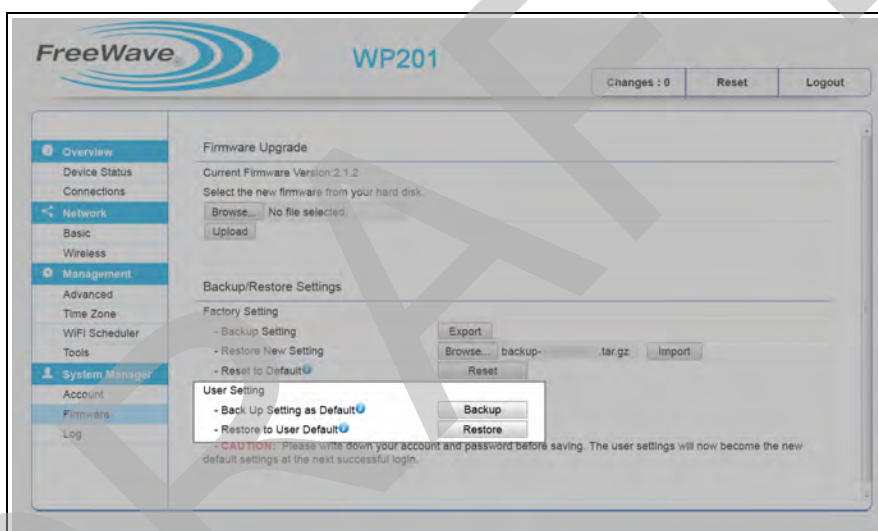 FreeWave®
WP201
Changes : 0 Reset Logout
Overview
Device Status
Connections
Network
Basic
Wireless
Management
Advanced
Time Zone
WiFi Scheduler
Tools
System Manager
Account
Firmware
Log
Firmware Upgrade
Current Firmware Version:2.1.2
Select the new firmware from your hard disk.
Browse... No file selected.
Upload
Backup/Restore Settings
Factory Setting
- Backup Setting Export
- Restore New Setting Browse... backup- .tar.gz Import
- Reset to Default Reset
User Setting
- Back Up Setting as Default Backup
- Restore to User Default Restore
- CAUTION: Please write down your account and password before saving. The user settings will now become the new
default settings at the next successful login.
DRAFT